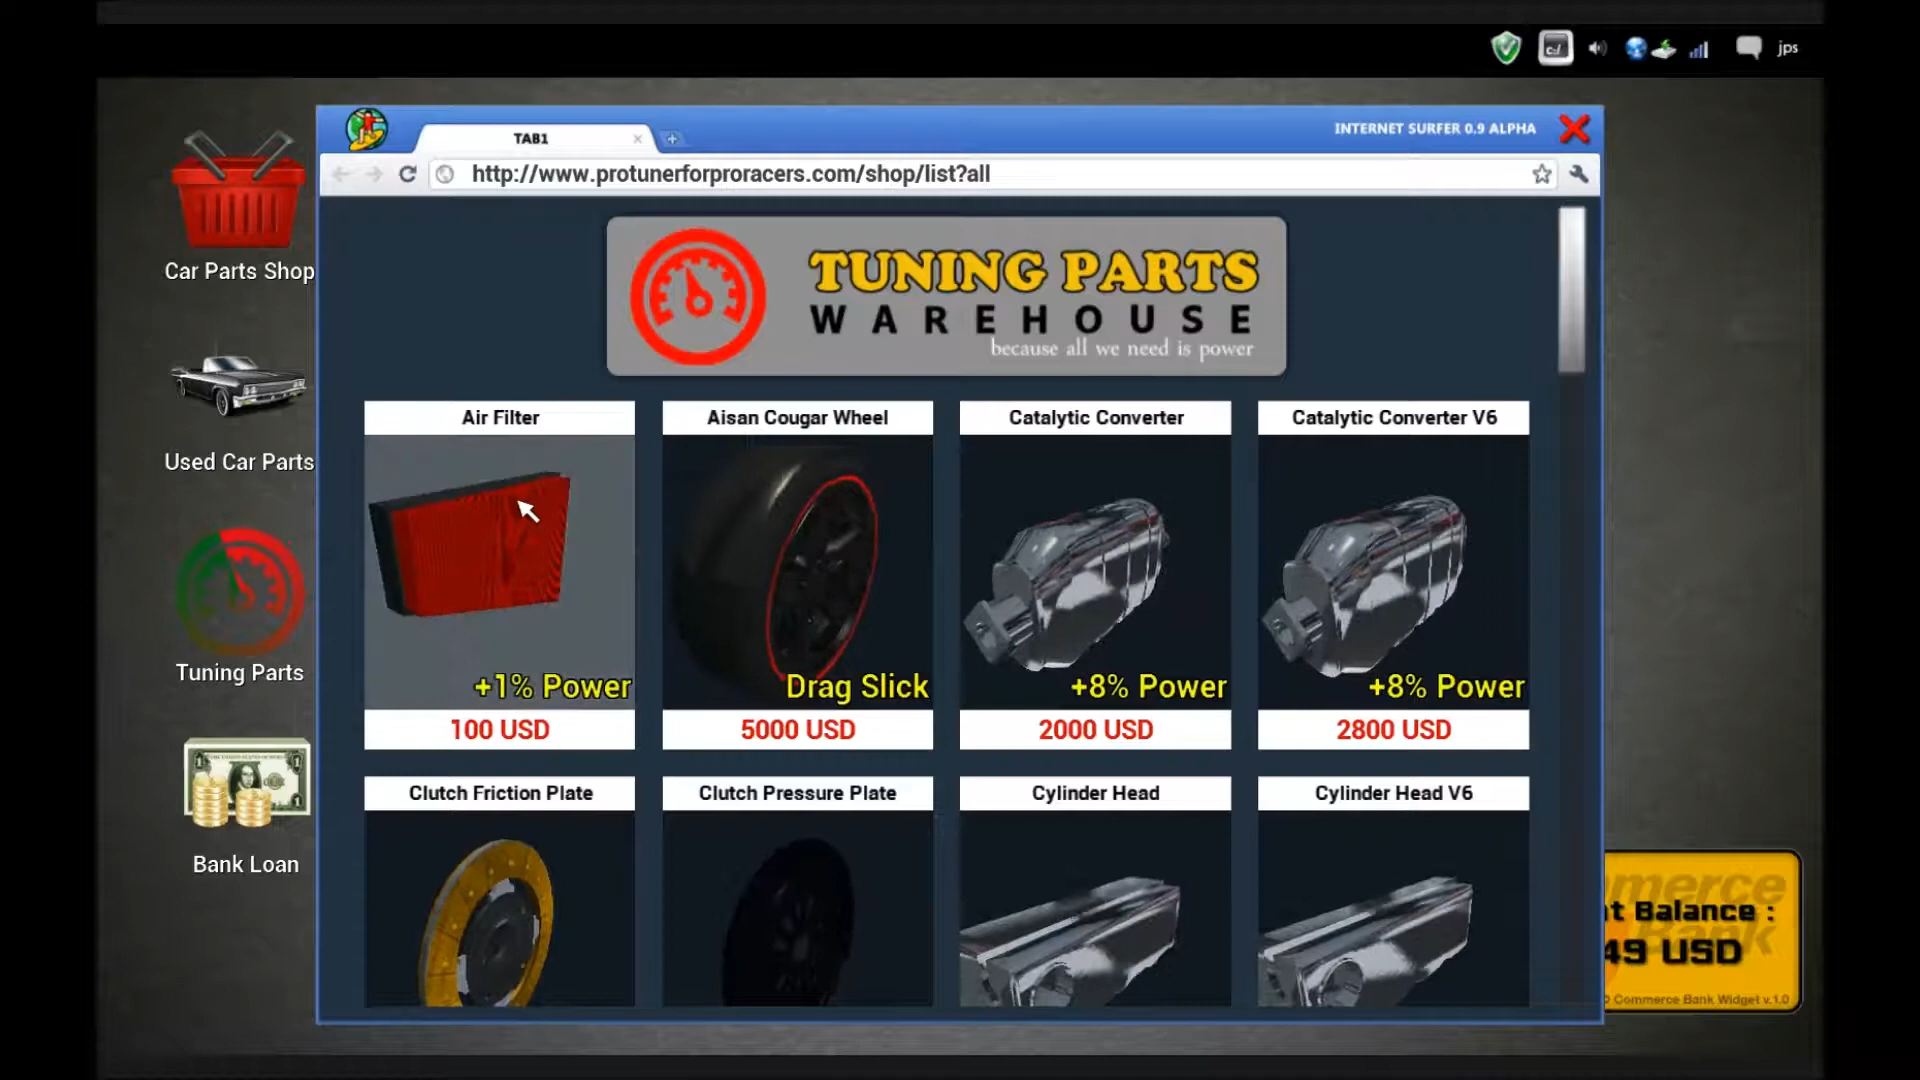 c:/
jps
TAB1
INTERNET SURFER 0.9 ALPHA
http://www.protunerforproracers.com/shop/list?all
Car Parts Shop
Used Car Parts
Tuning Parts
Bank Loan
TUNING PARTS
WAREHOUSE
because all we need is power
Air Filter
+1% Power
100 USD
Aisan Cougar Wheel
Drag Slick
5000 USD
Catalytic Converter
+8% Power
2000 USD
Catalytic Converter V6
+8% Power
2800 USD
Clutch Friction Plate
Clutch Pressure Plate
Cylinder Head
Cylinder Head V6
merce
Bank
t Balance :
49 USD
Commerce Bank Widget v.1.0